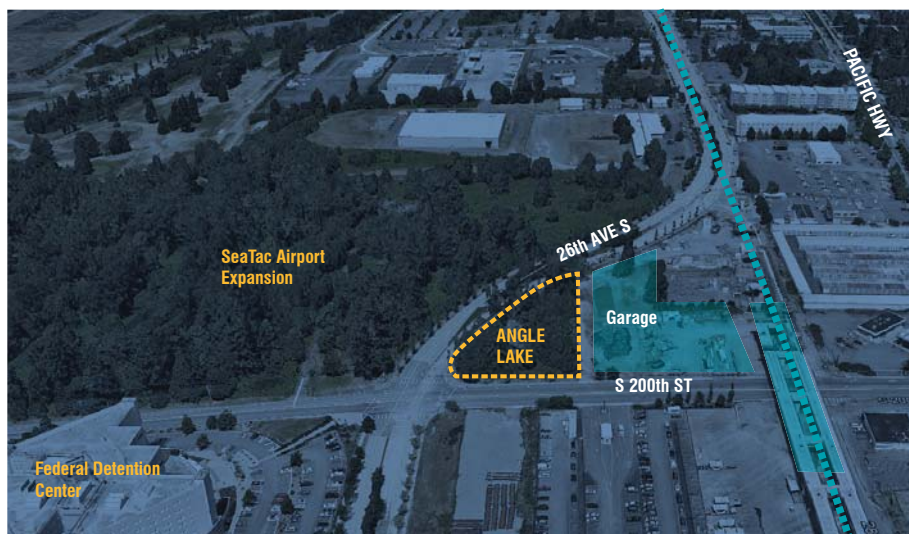 PACIFIC HWY
26th AVE S
SeaTac Airport
Expansion
Garage
ANGLE
LAKE
S 200th ST
Federal Detention
Center